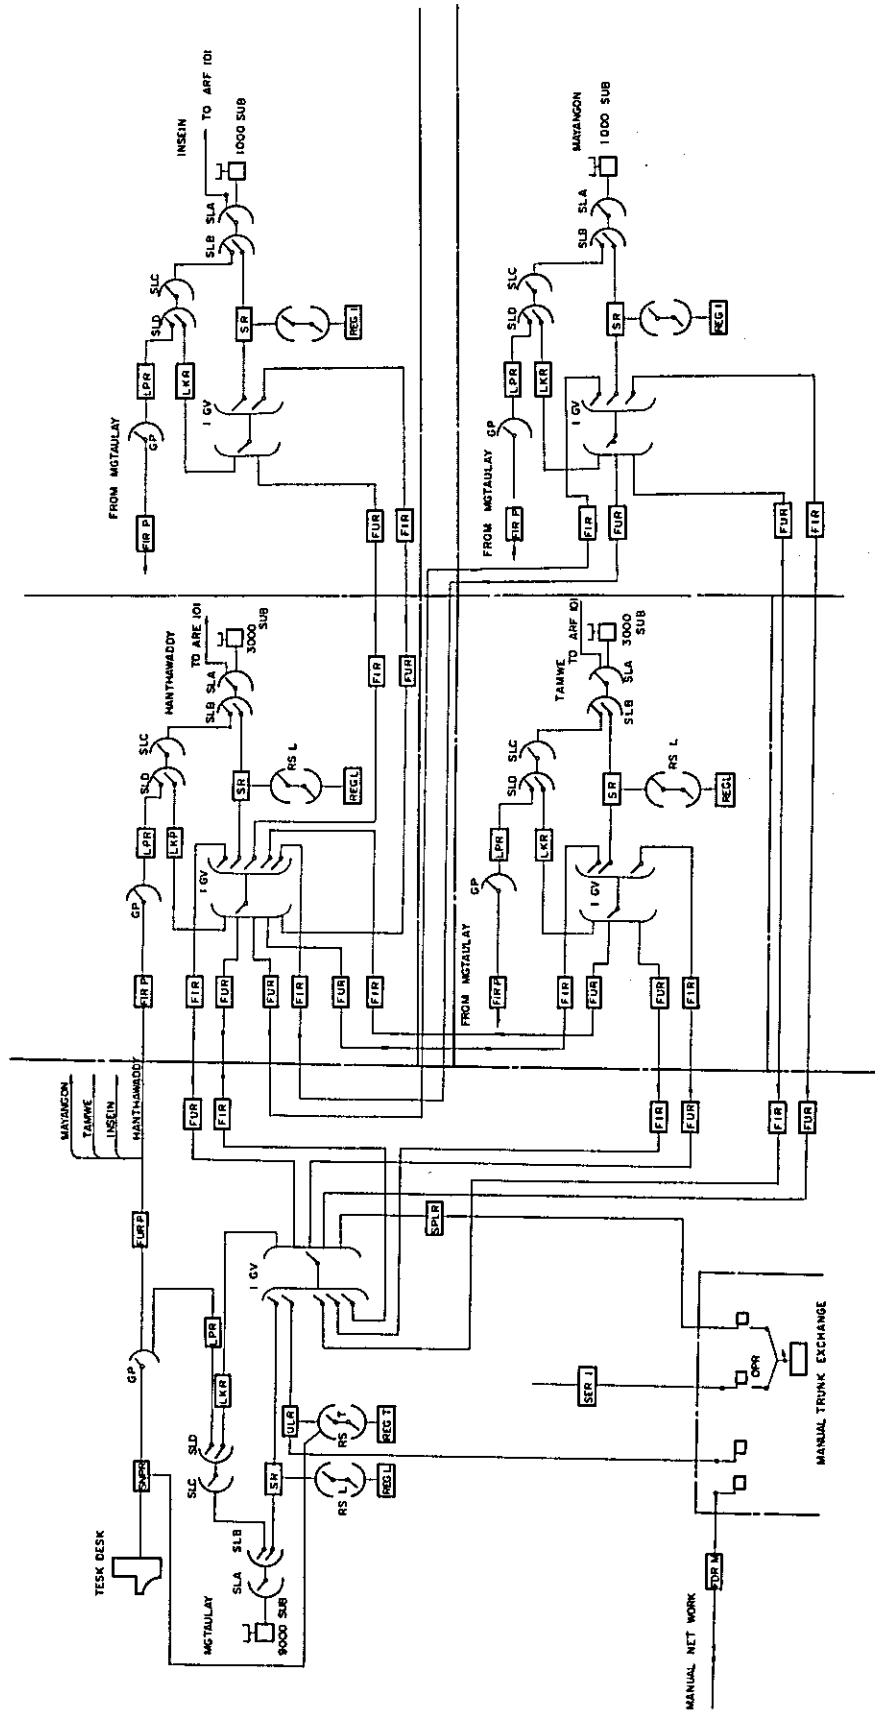 TESK DESK
SNPR
GP
FUR P
MAYANGON
TAMWE
INSEIN
HANTHAWADDY
MGTAULAY
9000 SUB
SLA
SLB
SLC
SLD
LPR
LKR
SR
RS L
REG L
ULR
RS T
REG T
I GV
SPLR
FUR
FIR
FIR
FUR
FIR
FUR
MANUAL NET WORK
FDR M
SER I
OPR
MANUAL TRUNK EXCHANGE
FIR P
GP
LPR
LKP
SLD
SLC
SLB
SLA
HANTHAWADDY
TO ARE 101
3000 SUB
SR
RS L
REG L
I GV
FIR
FUR
FUR
FIR
FUR
FIR
FIR
FUR
FROM MGTAULAY
FIR P
GP
LPR
LKR
SLD
SLC
SLB
SLA
INSEIN
TO ARF 101
1000 SUB
SR
REG I
I GV
FUR
FIR
FROM MGTAULAY
FIR P
GP
LPR
LKR
SLD
SLC
SLB
SLA
TAMWE
TO ARF 101
3000 SUB
SR
RS L
REG L
I GV
FIR
FUR
FUR
FIR
FROM MGTAULAY
FIR P
GP
LPR
LKR
SLD
SLC
SLB
SLA
MAYANGON
1000 SUB
SR
REG I
I GV
FIR
FUR
FUR
FIR